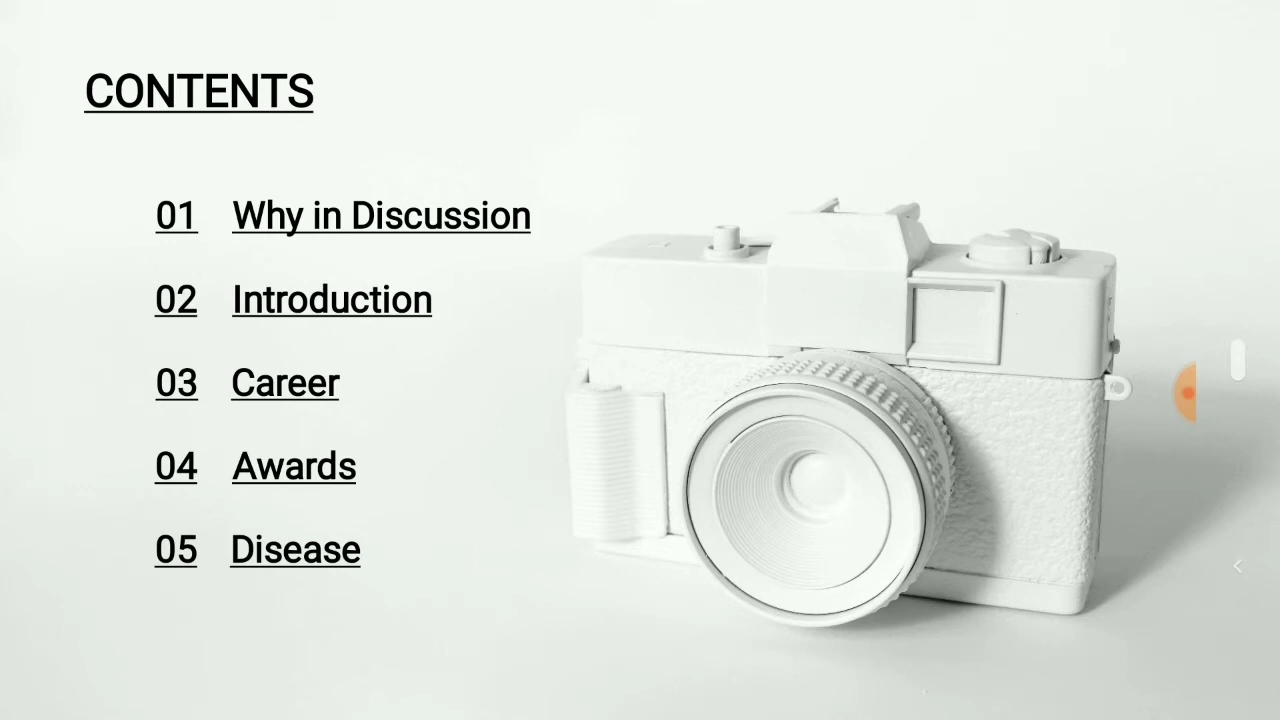 CONTENTS
01 Why in Discussion
02 Introduction
03 Career
04 Awards
05 Disease